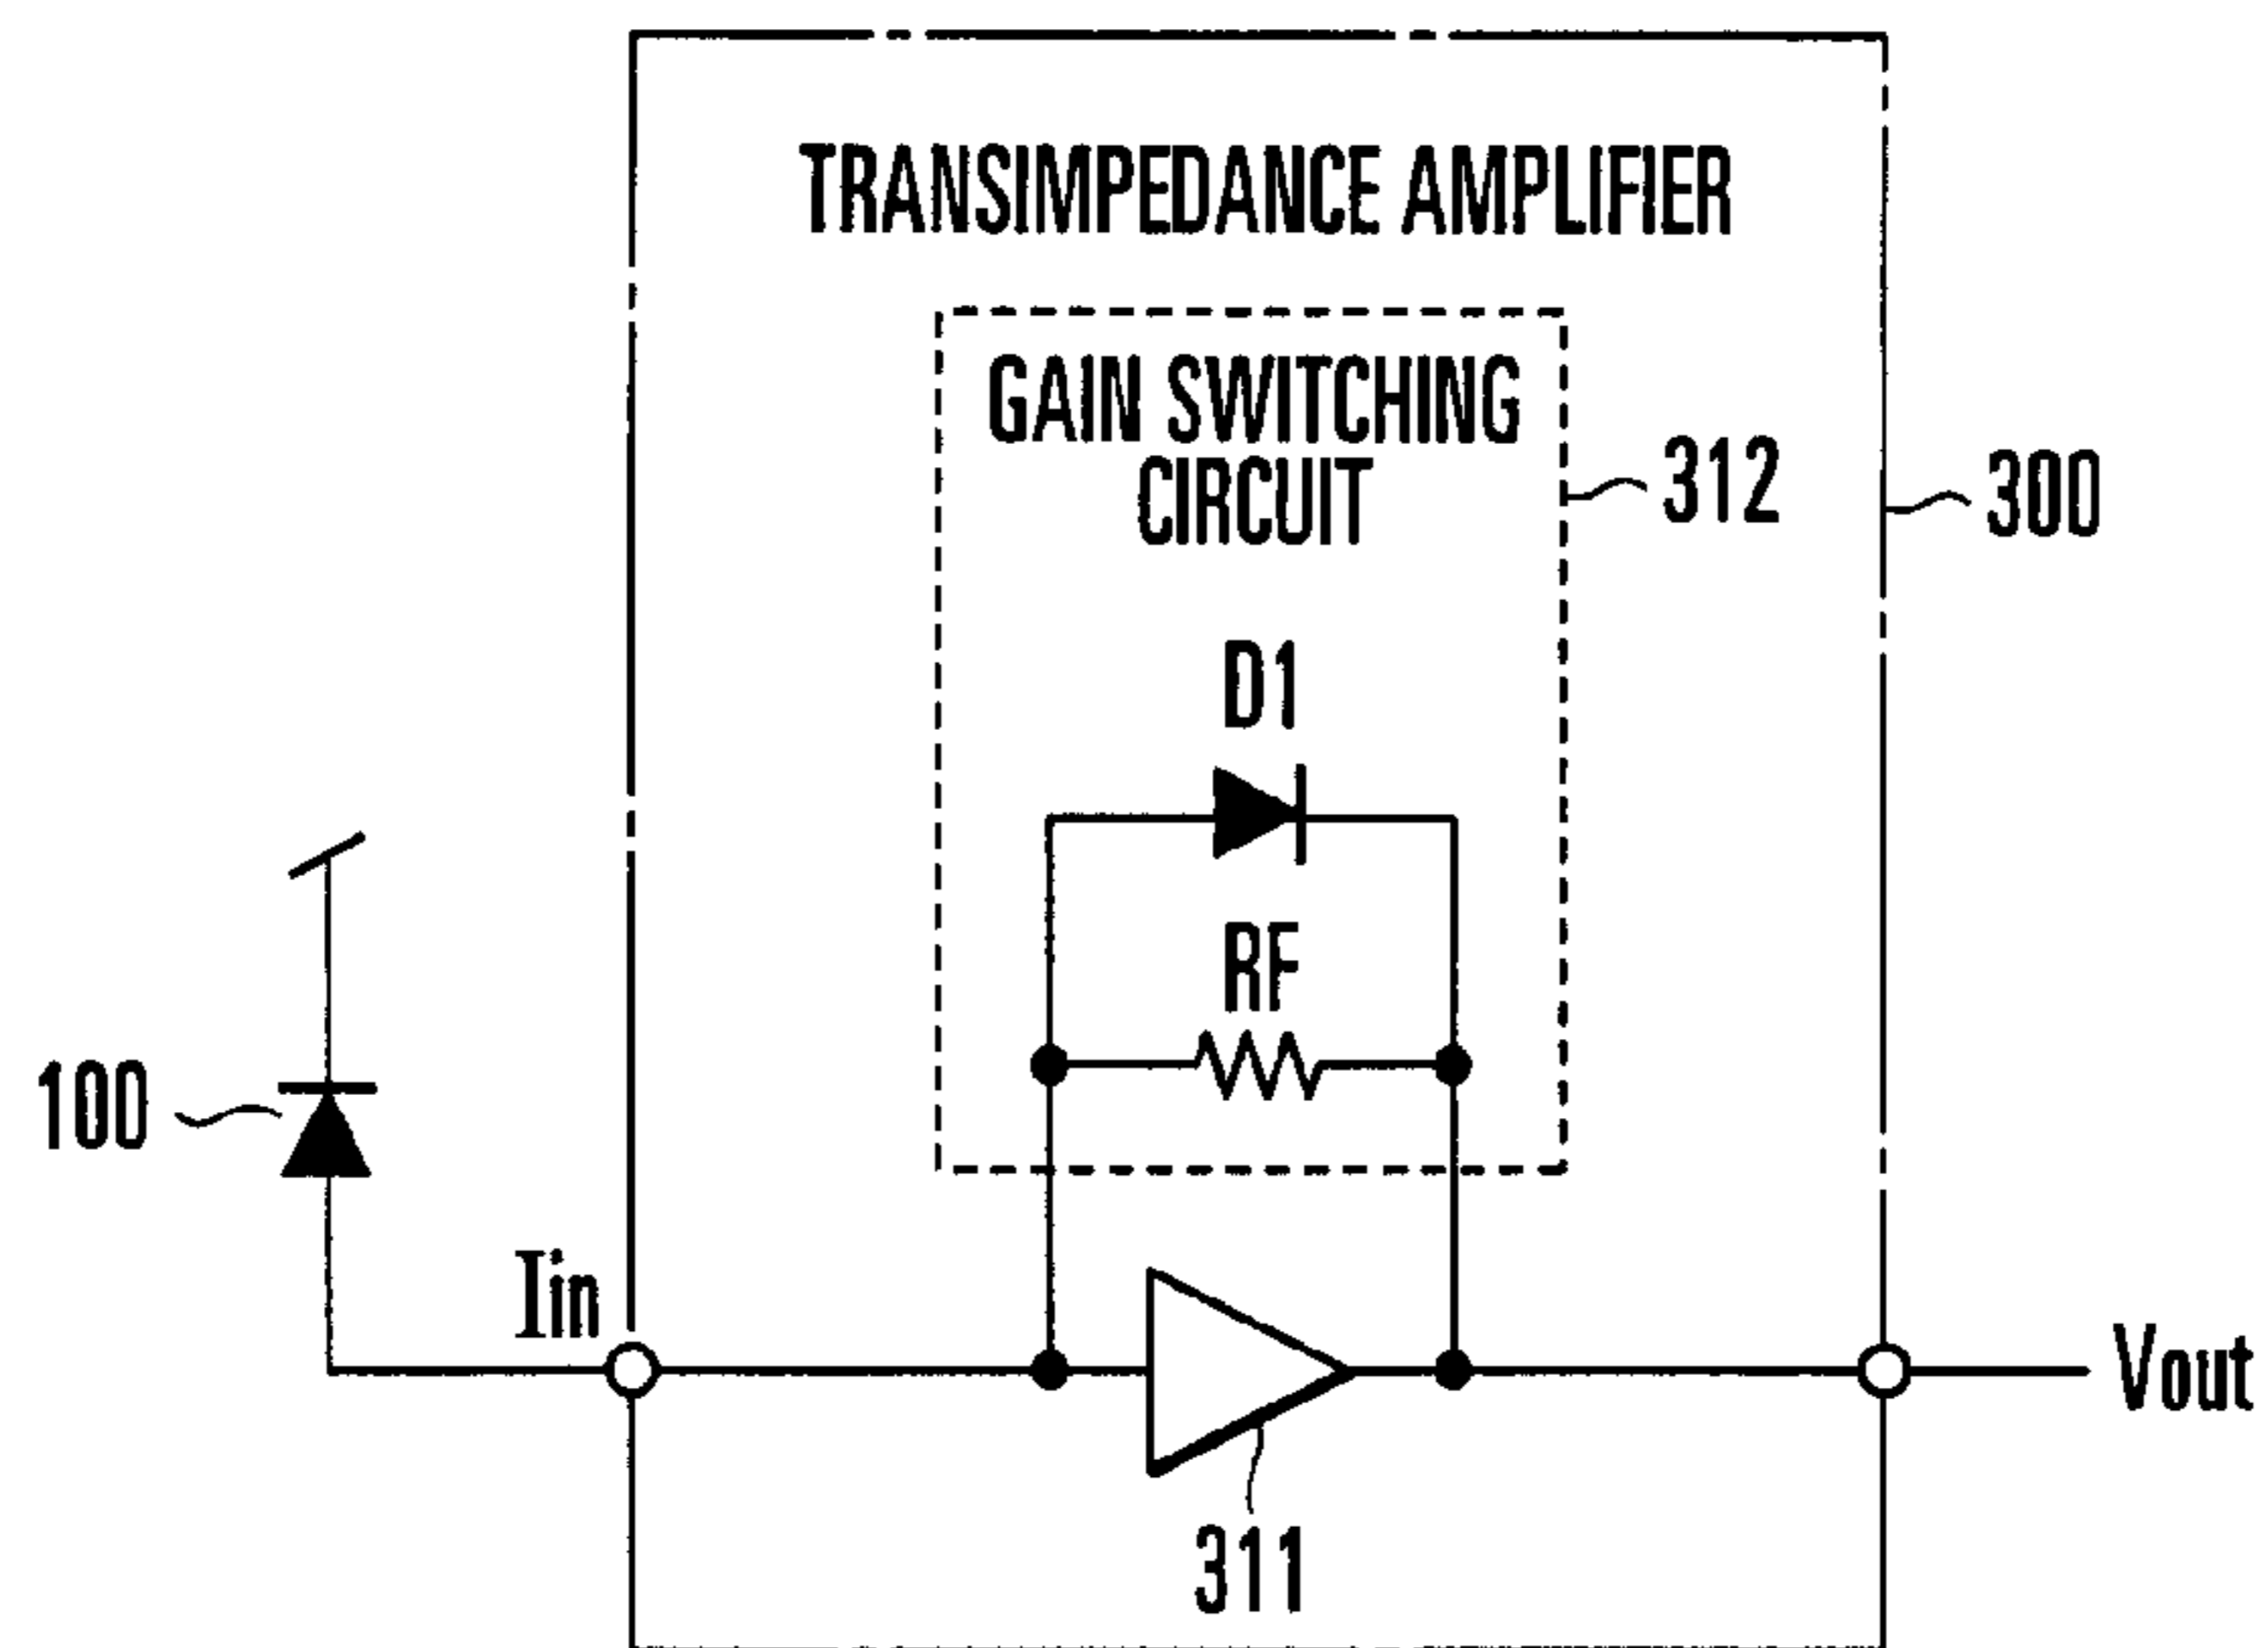 TRANSIMPEDANCE AMPLIFIER
GAIN SWITCHING
CIRCUIT
312
300
D1
RF
100
Iin
Vout
311